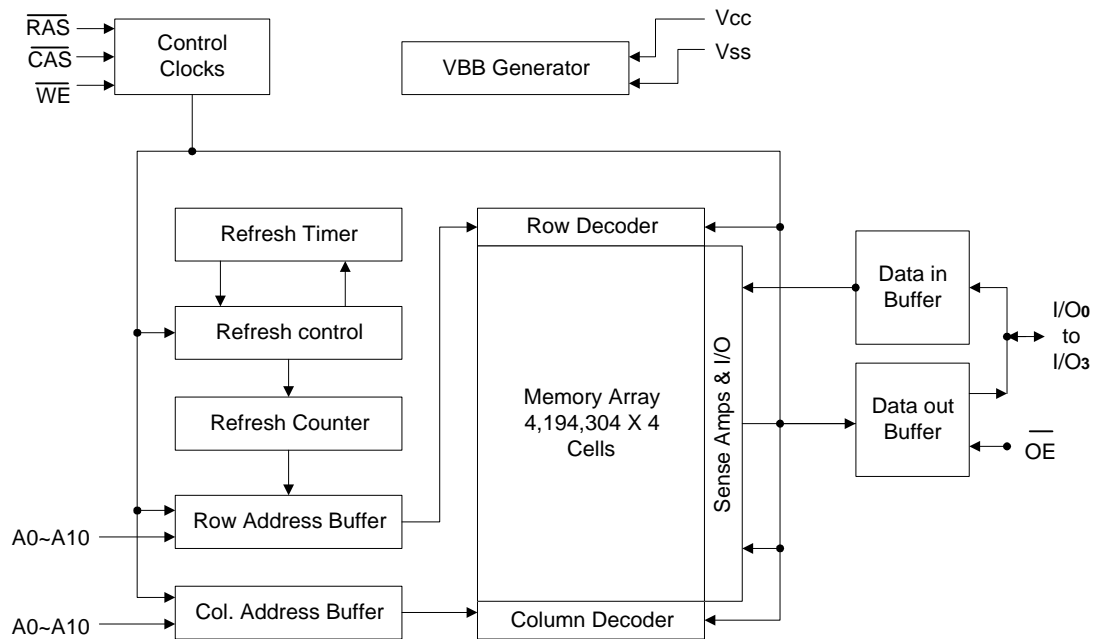 RAS
CAS
WE
Control
Clocks
VBB Generator
Vcc
Vss
Refresh Timer
Refresh control
Refresh Counter
Row Address Buffer
A0~A10
Col. Address Buffer
A0~A10
Row Decoder
Memory Array
4,194,304 X 4
Cells
Column Decoder
Sense Amps & I/O
Data in
Buffer
Data out
Buffer
I/O0
to
I/O3
OE